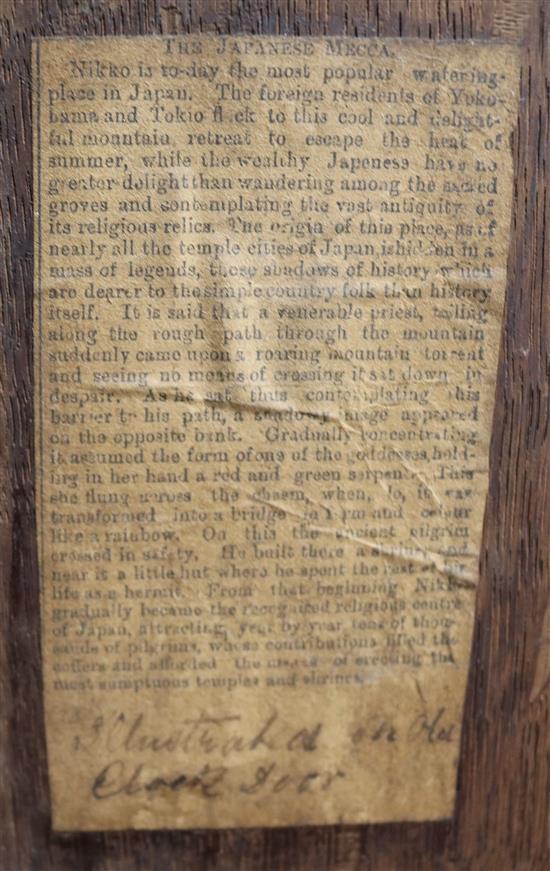 THE JAPANESE MECCA.
Nikko is to-day the most popular watering-
place in Japan. The foreign residents of Yoko-
hama and Tokio flock to this cool and delight-
ful mountain retreat to escape the heat of
summer, while the wealthy Japenese have no
greater delight than wandering among the sacred
groves and contemplating the vast antiquity of
its religious relics. The origin of this place, as of
nearly all the temple cities of Japan, is hidden in a
mass of legends, those shadows of history which
are dearer to the simple country folk than history
itself. It is said that a venerable priest, toiling
along the rough path through the mountain
suddenly came upon a roaring mountain torrent
and seeing no means of crossing it sat down in
despair. As he sat thus contemplating this
barrier to his path, a shadowy image appeared
on the opposite bank. Gradually concentrating
it assumed the form of one of the goddesses, hold-
ing in her hand a red and green serpent. This
she flung across the chasm, when, lo, it was
transformed into a bridge in form and colour
like a rainbow. On this the ancient pilgrim
crossed in safety. He built there a shrine, and
near it a little hut where he spent the rest of his
life as a hermit. From that beginning Nikko
gradually became the recognized religious centre
of Japan, attracting, year by year tens of thou-
sands of pilgrims, whose contributions filled the
coffers and afforded the means of erecting the
most sumptuous temples and shrines.
Illustrated on Old
Clock Door